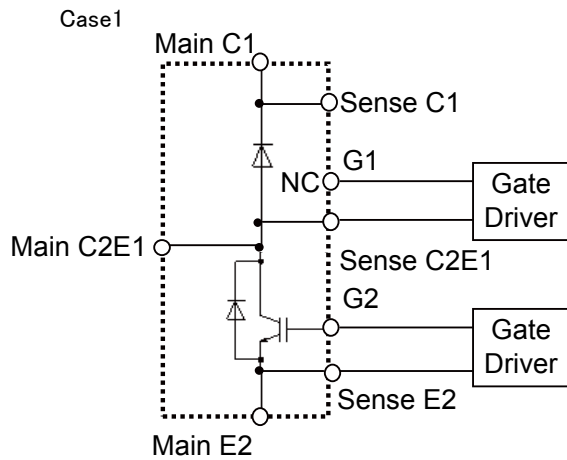 Case1
Main C1
Sense C1
G1
NC
Gate
Driver
Main C2E1
Sense C2E1
G2
Gate
Driver
Sense E2
Main E2